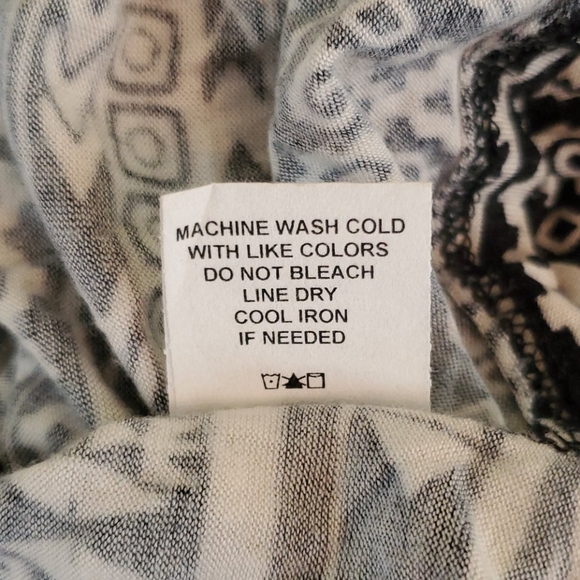 MACHINE WASH COLD
WITH LIKE COLORS
DO NOT BLEACH
LINE DRY
COOL IRON
IF NEEDED